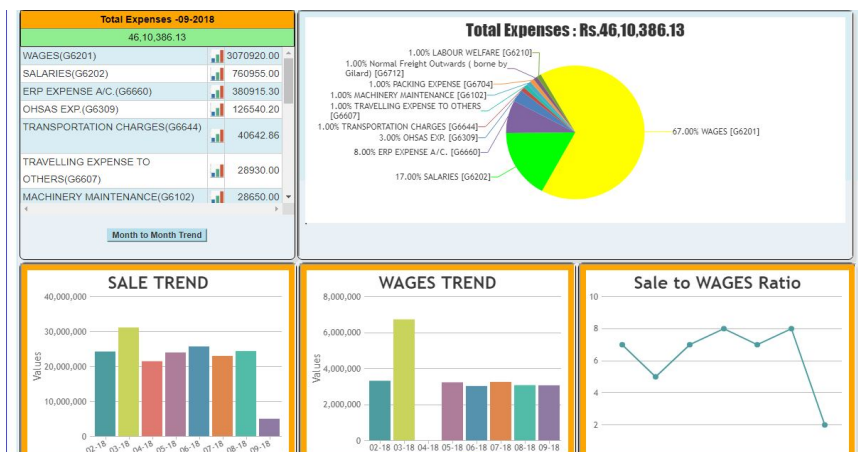 Total Expenses -09-2018
46,10,386.13
WAGES(G6201) 3070920.00
SALARIES(G6202) 760955.00
ERP EXPENSE A/C.(G6660) 380915.30
OHSAS EXP.(G6309) 126540.20
TRANSPORTATION CHARGES(G6644) 40642.86
TRAVELLING EXPENSE TO
OTHERS(G6607) 28930.00
MACHINERY MAINTENANCE(G6102) 28650.00
Month to Month Trend
Total Expenses : Rs.46,10,386.13
1.00% LABOUR WELFARE [G6210]
1.00% Normal Freight Outwards ( borne by
Gilard) [G6712]
1.00% PACKING EXPENSE [G6704]
1.00% MACHINERY MAINTENANCE [G6102]
1.00% TRAVELLING EXPENSE TO OTHERS
[G6607]
1.00% TRANSPORTATION CHARGES [G6644]
3.00% OHSAS EXP. [G6309]
8.00% ERP EXPENSE A/C. [G6660]
17.00% SALARIES [G6202]
67.00% WAGES [G6201]
SALE TREND
40,000,000
30,000,000
20,000,000
10,000,000
0
Values
02-18 03-18 04-18 05-18 06-18 07-18 08-18 09-18
WAGES TREND
8,000,000
6,000,000
4,000,000
2,000,000
0
Values
02-18 03-18 04-18 05-18 06-18 07-18 08-18 09-18
Sale to WAGES Ratio
10
8
6
4
2